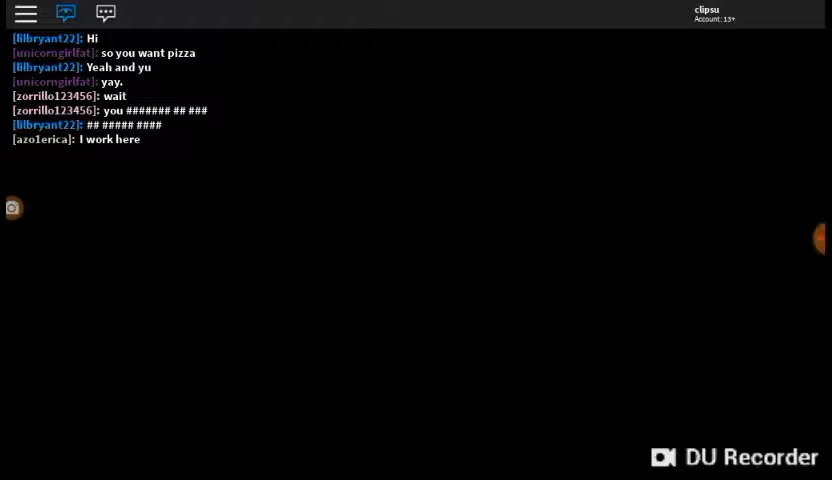 clipsu
Account: 13+
[lilbryant22]: Hi
[unicorngirlfat]: so you want pizza
[lilbryant22]: Yeah and yu
[unicorngirlfat]: yay.
[zorrillo123456]: wait
[zorrillo123456]: you ####### ## ###
[lilbryant22]: ## ##### ####
[azo1erica]: I work here
DU Recorder